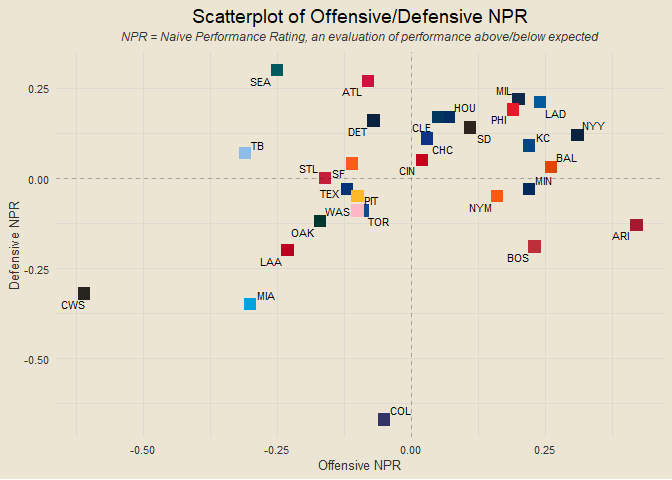 Scatterplot of Offensive/Defensive NPR
NPR = Naive Performance Rating, an evaluation of performance above/below expected
SEA
ATL
0.25
MIL
HOU
LAD
PHI
NYY
DET
CLE
SD
KC
TB
CHC
BAL
STL
SF
CIN
0.00
MIN
TEX
PIT
NYM
WAS
TOR
OAK
ARI
LAA
BOS
-0.25
MIA
CWS
-0.50
COL
Defensive NPR
-0.50
-0.25
0.00
0.25
Offensive NPR